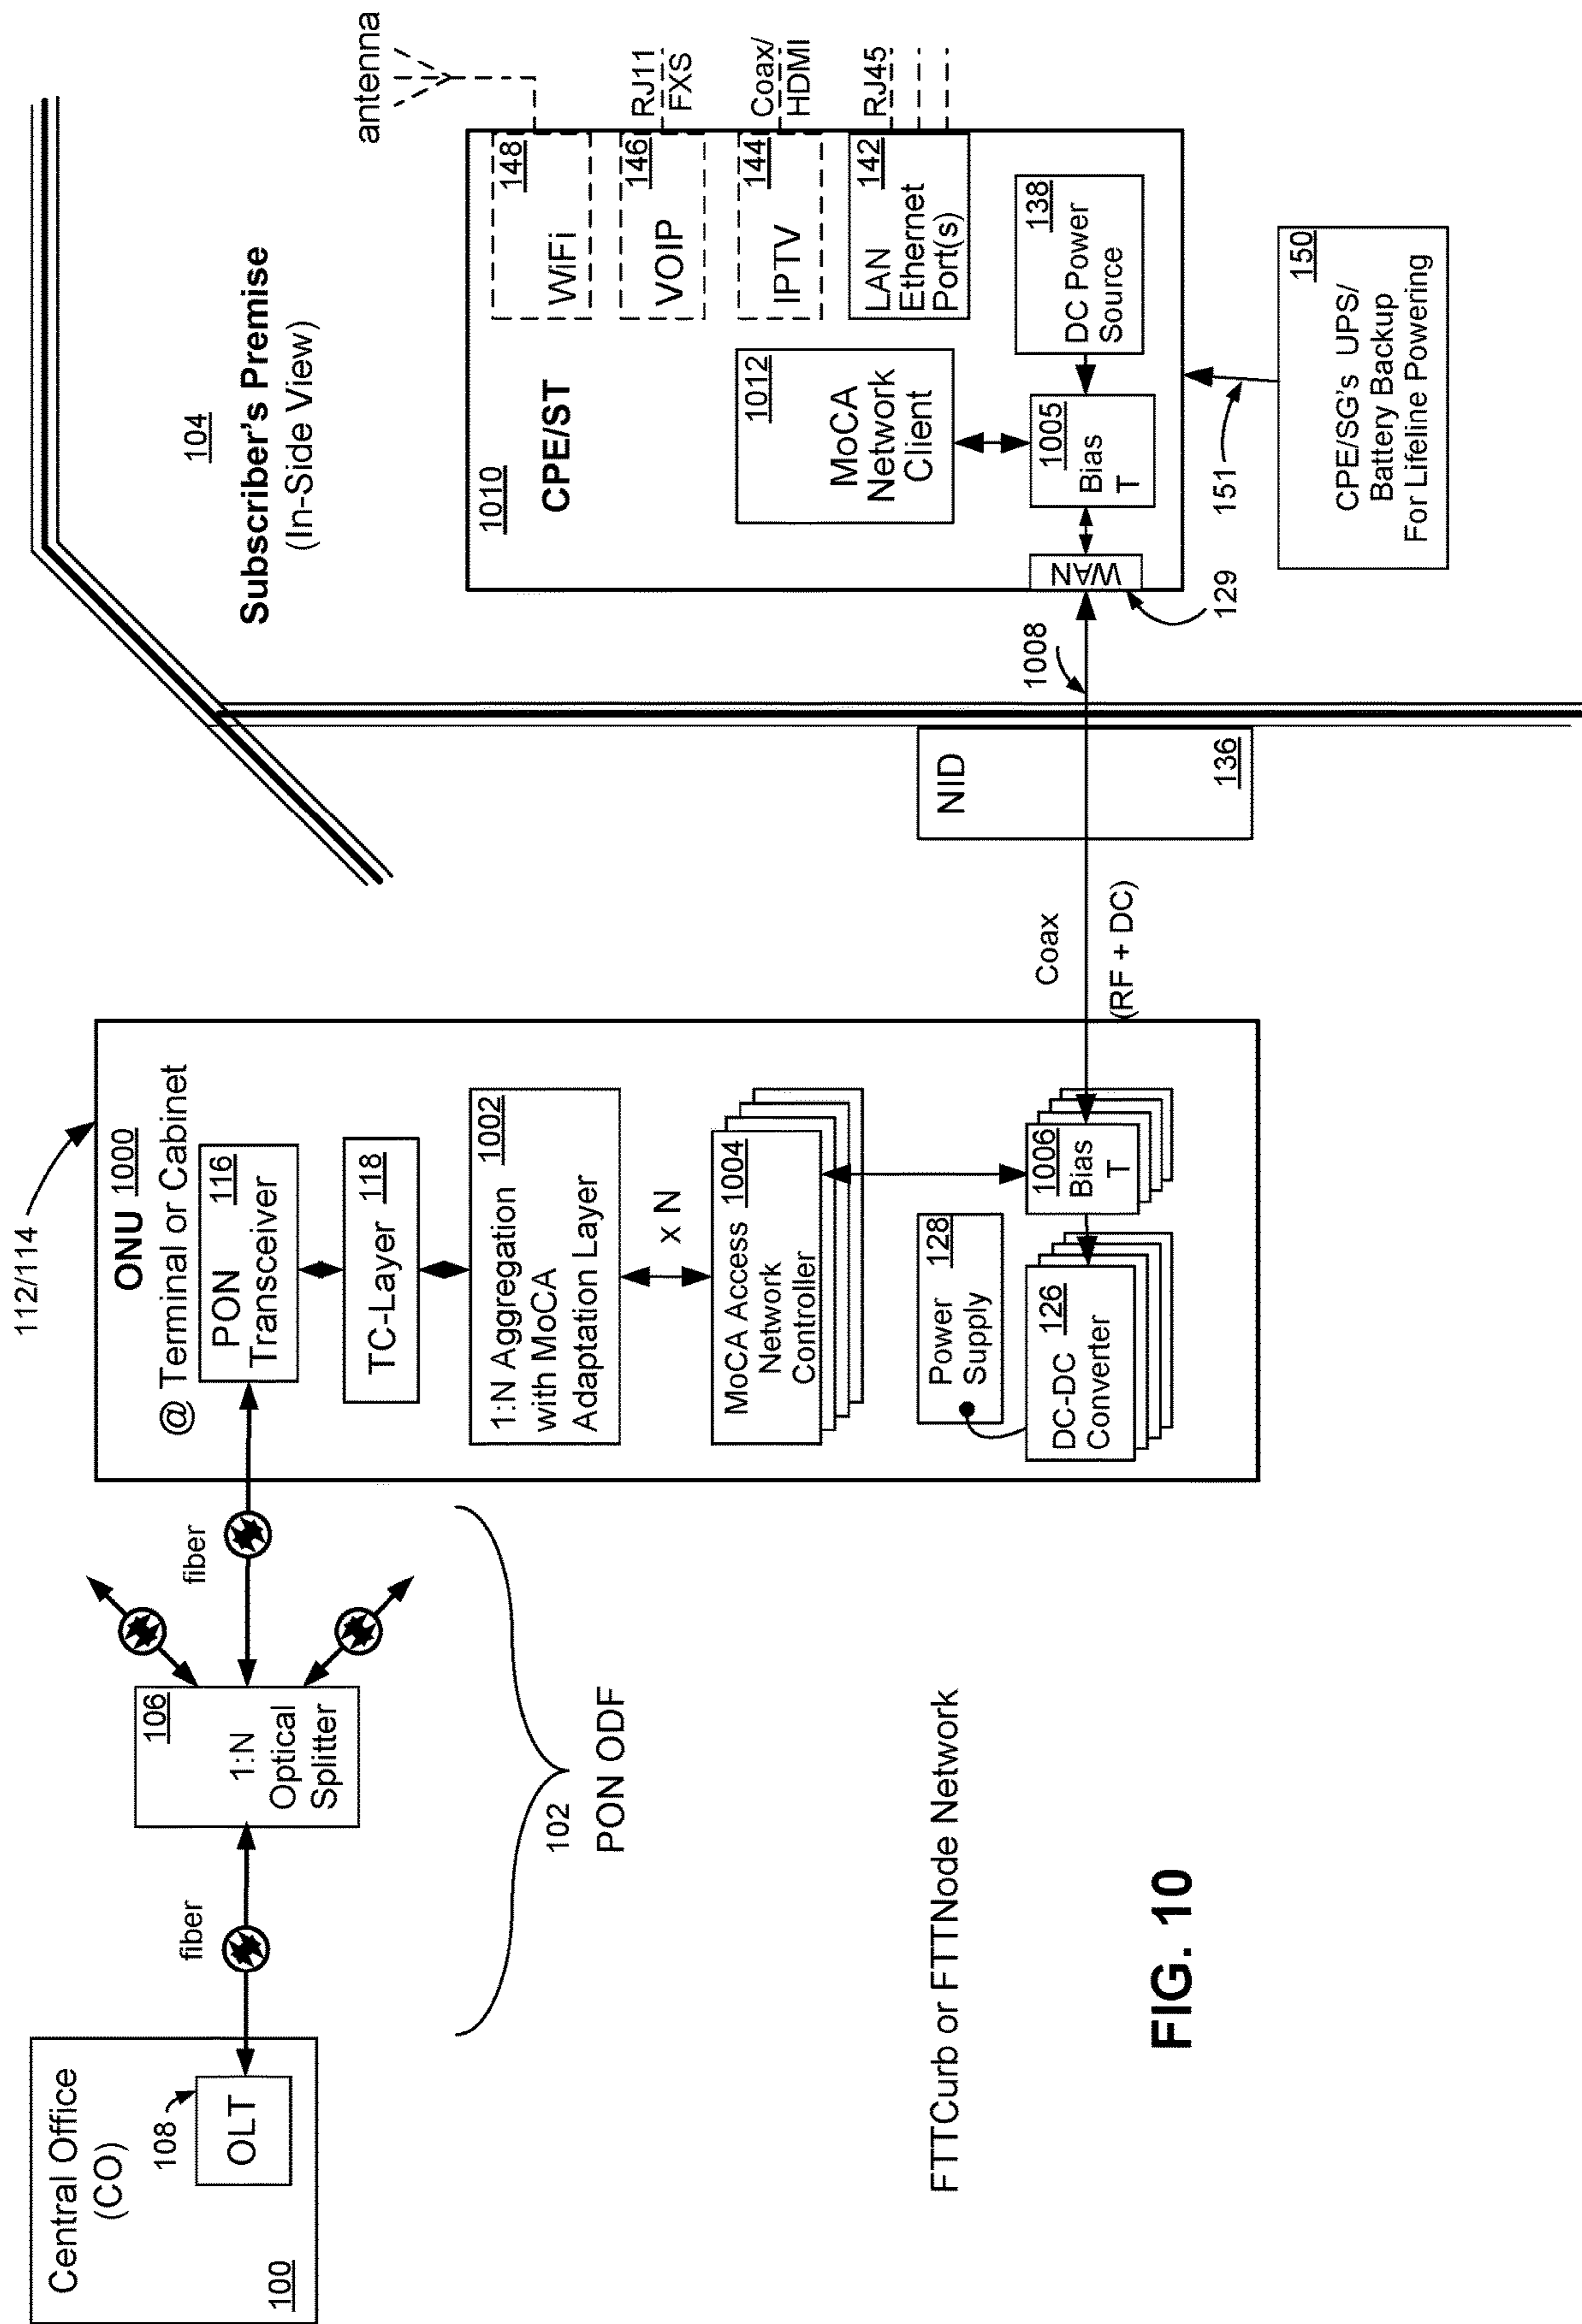 Central Office
(CO)
108
OLT
100
fiber
106
1:N
Optical
Splitter
fiber
102
PON ODF
112/114
ONU 1000
@ Terminal or Cabinet
PON 116
Transceiver
TC-Layer 118
1002
1:N Aggregation
with MoCA
Adaptation Layer
x N
MoCA Access 1004
Network
Controller
Power 128
Supply
DC-DC 126
Converter
1006
Bias
T
Coax
(RF + DC)
NID
136
104
Subscriber's Premise
(In-Side View)
1008
129
1010
CPE/ST
WAN
1012
MoCA
Network
Client
1005
Bias
T
138
DC Power
Source
148
WiFi
146
VOIP
144
IPTV
142
LAN
Ethernet
Port(s)
antenna
RJ11
FXS
Coax/
HDMI
RJ45
151
150
CPE/SG's UPS/
Battery Backup
For Lifeline Powering
FTTCurb or FTTNode Network
FIG. 10